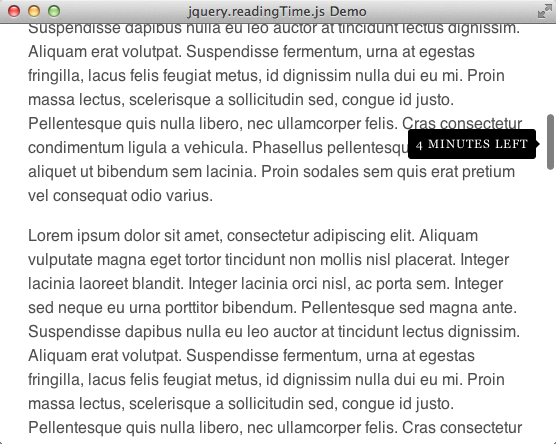 jquery.readingTime.js Demo
Suspendisse dapibus nulla eu leo auctor at tincidunt lectus dignissim.
Aliquam erat volutpat. Suspendisse fermentum, urna at egestas
fringilla, lacus felis feugiat metus, id dignissim nulla dui eu mi. Proin
massa lectus, scelerisque a sollicitudin sed, congue id justo.
Pellentesque quis nulla libero, nec ullamcorper felis. Cras consectetur
condimentum ligula a vehicula. Phasellus pellentesqu
4 MINUTES LEFT
aliquet ut bibendum sem lacinia. Proin sodales sem quis erat pretium
vel consequat odio varius.
Lorem ipsum dolor sit amet, consectetur adipiscing elit. Aliquam
vulputate magna eget tortor tincidunt non mollis nisl placerat. Integer
lacinia laoreet blandit. Integer lacinia orci nisl, ac porta sem. Integer
sed neque eu urna porttitor bibendum. Pellentesque sed magna ante.
Suspendisse dapibus nulla eu leo auctor at tincidunt lectus dignissim.
Aliquam erat volutpat. Suspendisse fermentum, urna at egestas
fringilla, lacus felis feugiat metus, id dignissim nulla dui eu mi. Proin
massa lectus, scelerisque a sollicitudin sed, congue id justo.
Pellentesque quis nulla libero, nec ullamcorper felis. Cras consectetur